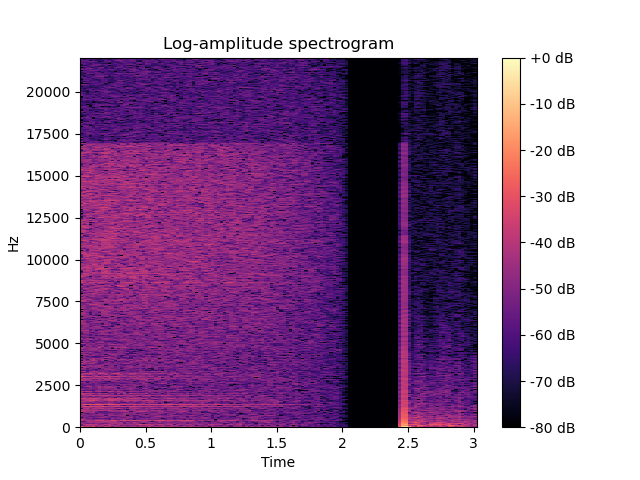 Log-amplitude spectrogram
Hz
20000
17500
15000
12500
10000
7500
5000
2500
0
0
0.5
1
1.5
2
2.5
3
Time
+0 dB
-10 dB
-20 dB
-30 dB
-40 dB
-50 dB
-60 dB
-70 dB
-80 dB